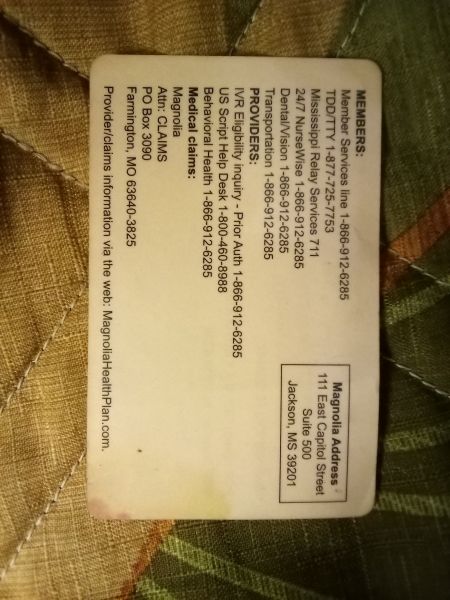 MEMBERS:
Member Services line 1-866-912-6285
TDD/TTY 1-877-725-7753
Mississippi Relay Services 711
24/7 NurseWise 1-866-912-6285
Dental/Vision 1-866-912-6285
Transportation 1-866-912-6285
PROVIDERS:
IVR Eligibility inquiry - Prior Auth 1-866-912-6285
US Script Help Desk 1-800-460-8988
Behavioral Health 1-866-912-6285
Medical claims:
Magnolia
Attn: CLAIMS
PO Box 3090
Farmington, MO 63640-3825
Provider/claims information via the web: MagnoliaHealthPlan.com.
Magnolia Address
111 East Capitol Street
Suite 500
Jackson, MS 39201